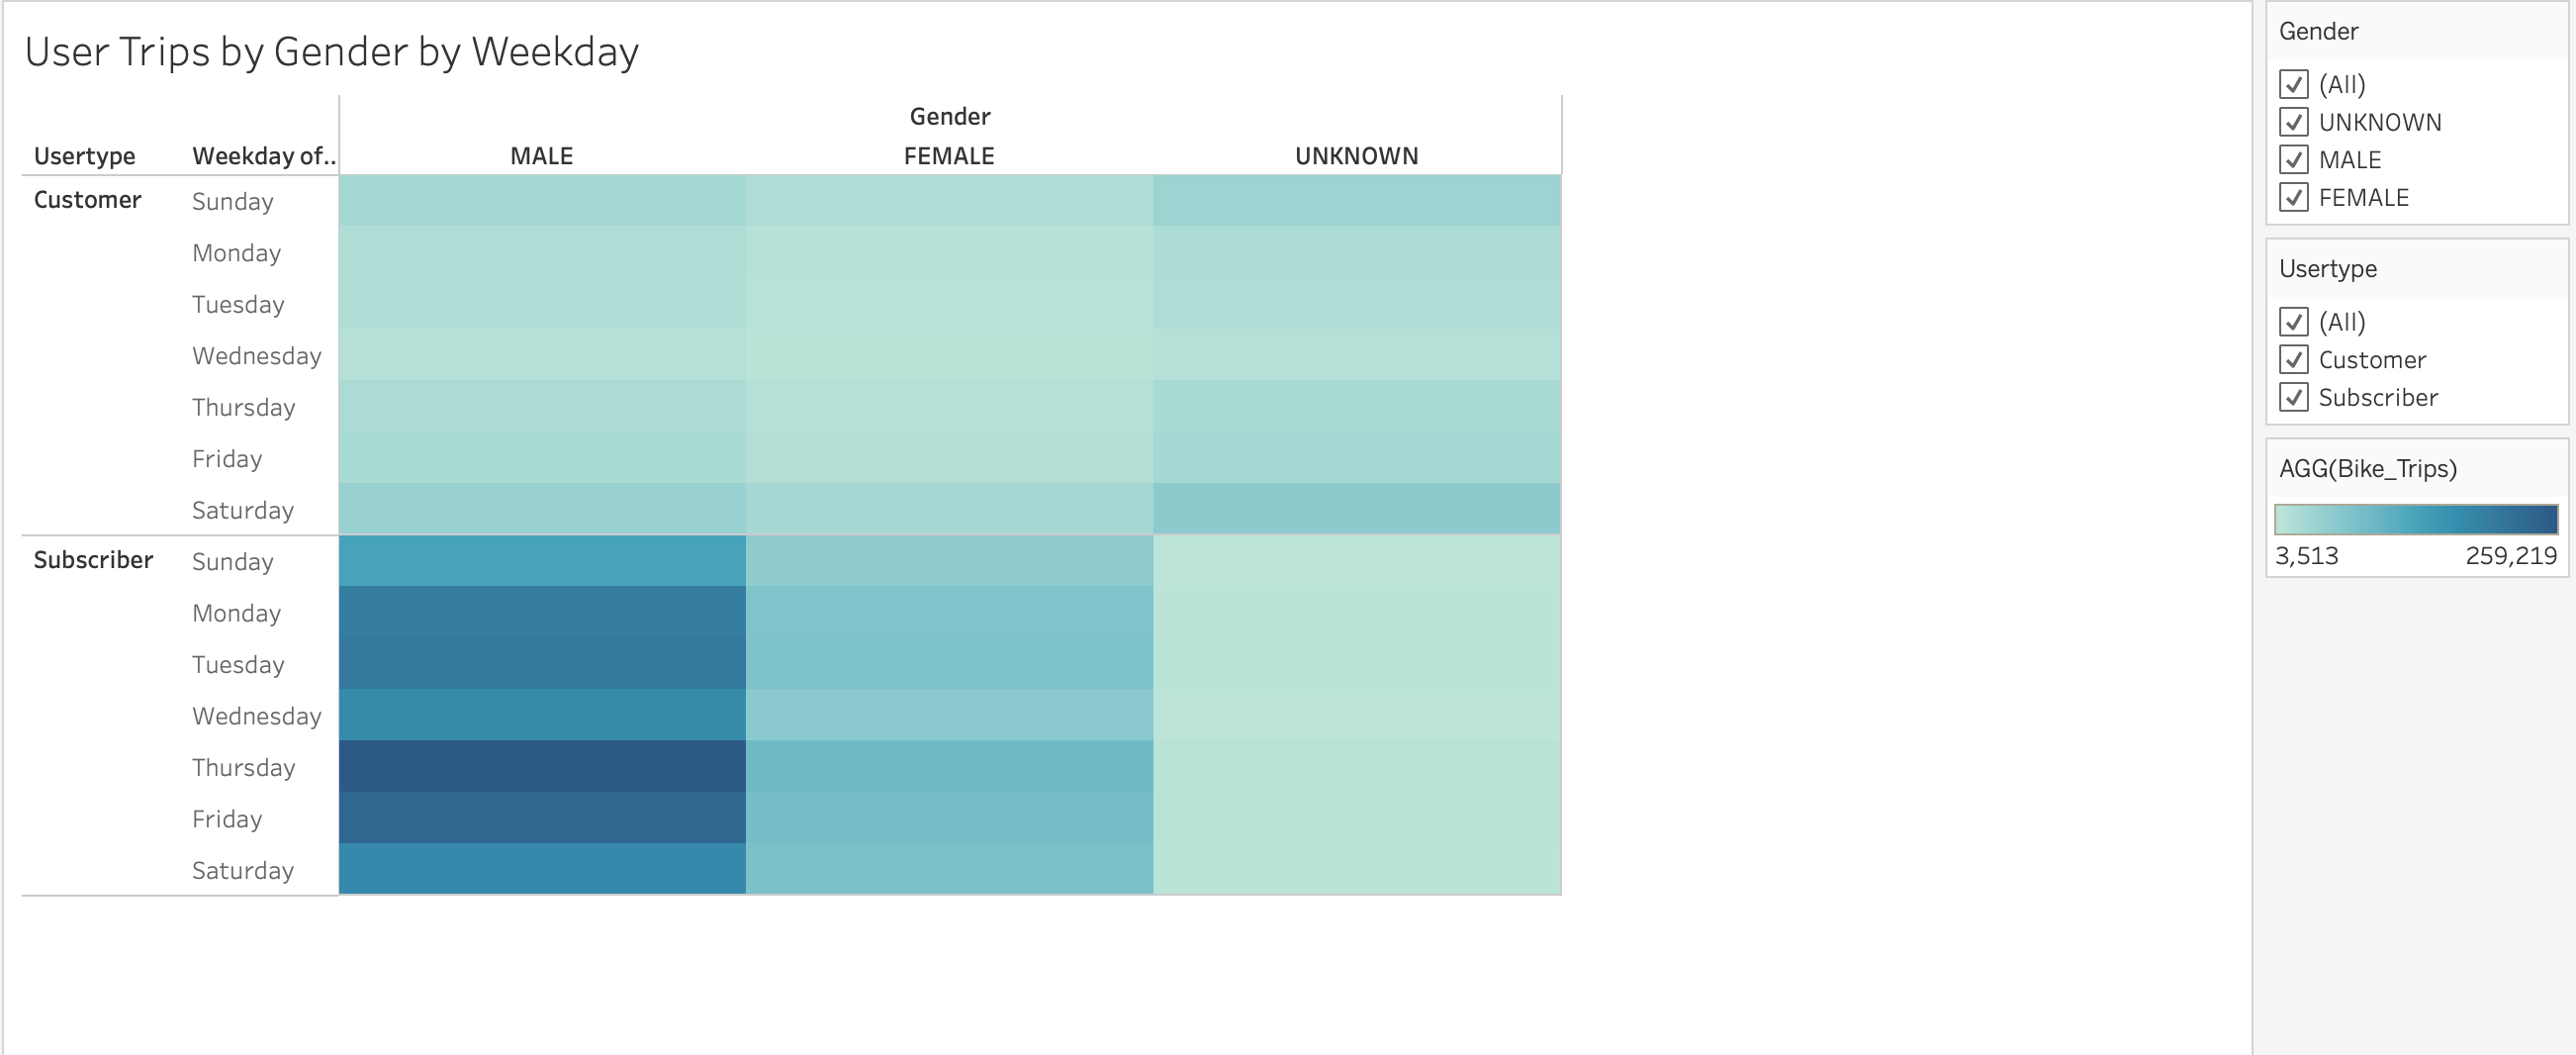 User Trips by Gender by Weekday
Gender
Usertype Weekday of.. MALE FEMALE UNKNOWN
Customer Sunday
Monday
Tuesday
Wednesday
Thursday
Friday
Saturday
Subscriber Sunday
Monday
Tuesday
Wednesday
Thursday
Friday
Saturday
Gender
(All)
UNKNOWN
MALE
FEMALE
Usertype
(All)
Customer
Subscriber
AGG(Bike_Trips)
3,513 259,219